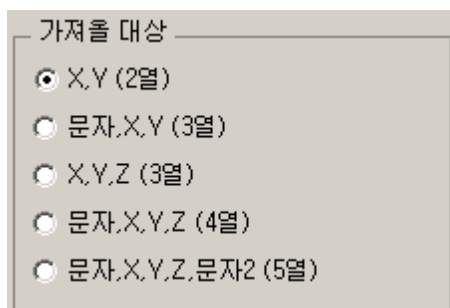 가져올 대상
X,Y (2열)
문자,X,Y (3열)
X,Y,Z (3열)
문자,X,Y,Z (4열)
문자,X,Y,Z,문자2 (5열)